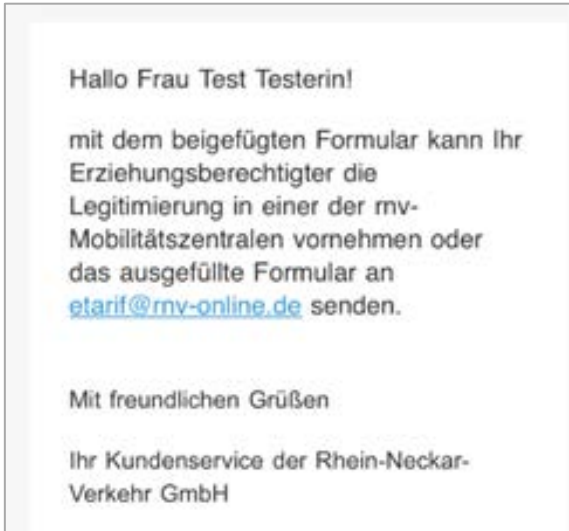 Hallo Frau Test Testerin!
mit dem beigefügten Formular kann Ihr
Erziehungsberechtigter die
Legitimierung in einer der rnv-
Mobilitätszentralen vornehmen oder
das ausgefüllte Formular an
etarif@rnv-online.de senden.
Mit freundlichen Grüßen
Ihr Kundenservice der Rhein-Neckar-
Verkehr GmbH